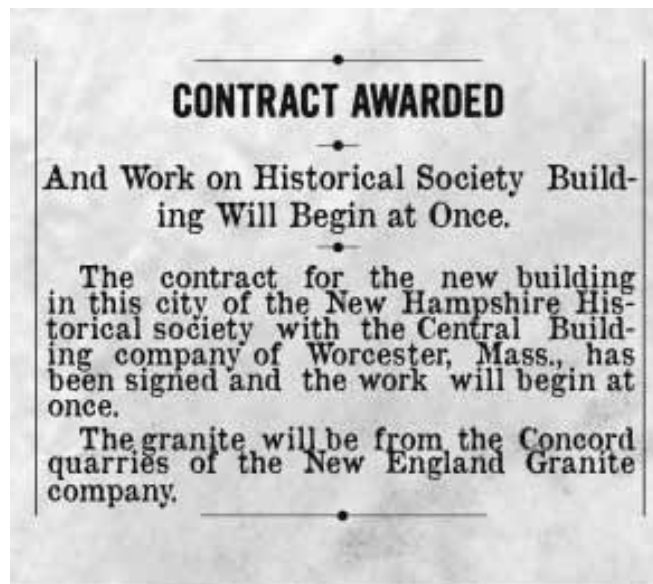 CONTRACT AWARDED
And Work on Historical Society Build-
ing Will Begin at Once.
The contract for the new building
in this city of the New Hampshire His-
torical society with the Central Build-
ing company of Worcester, Mass., has
been signed and the work will begin at
once.
The granite will be from the Concord
quarries of the New England Granite
company.